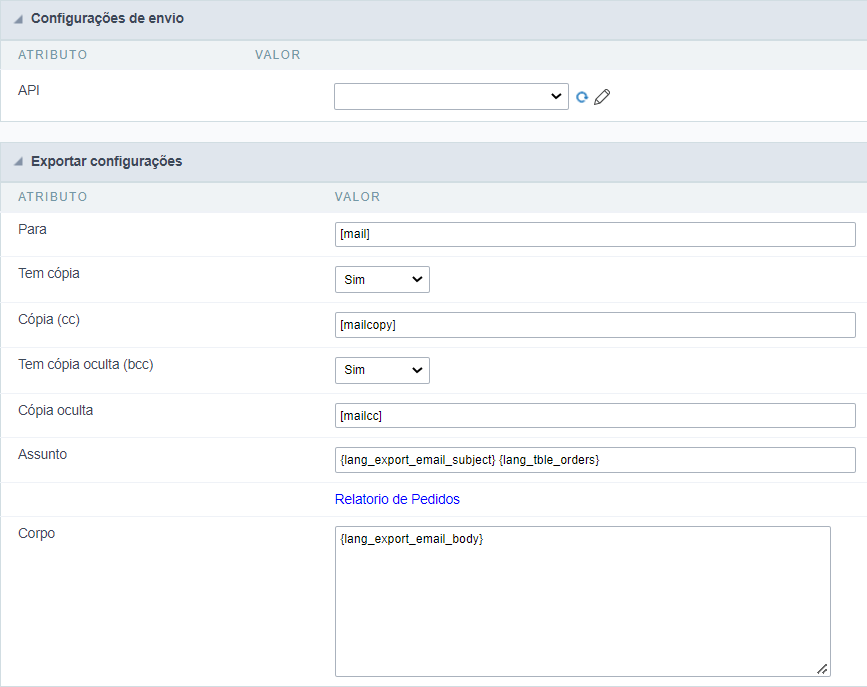 Configurações de envio
ATRIBUTO VALOR
API
Exportar configurações
ATRIBUTO VALOR
Para [mail]
Tem cópia Sim
Cópia (cc) [mailcopy]
Tem cópia oculta (bcc) Sim
Cópia oculta [mailcc]
Assunto {lang_export_email_subject} {lang_tble_orders}
Relatorio de Pedidos
Corpo {lang_export_email_body}